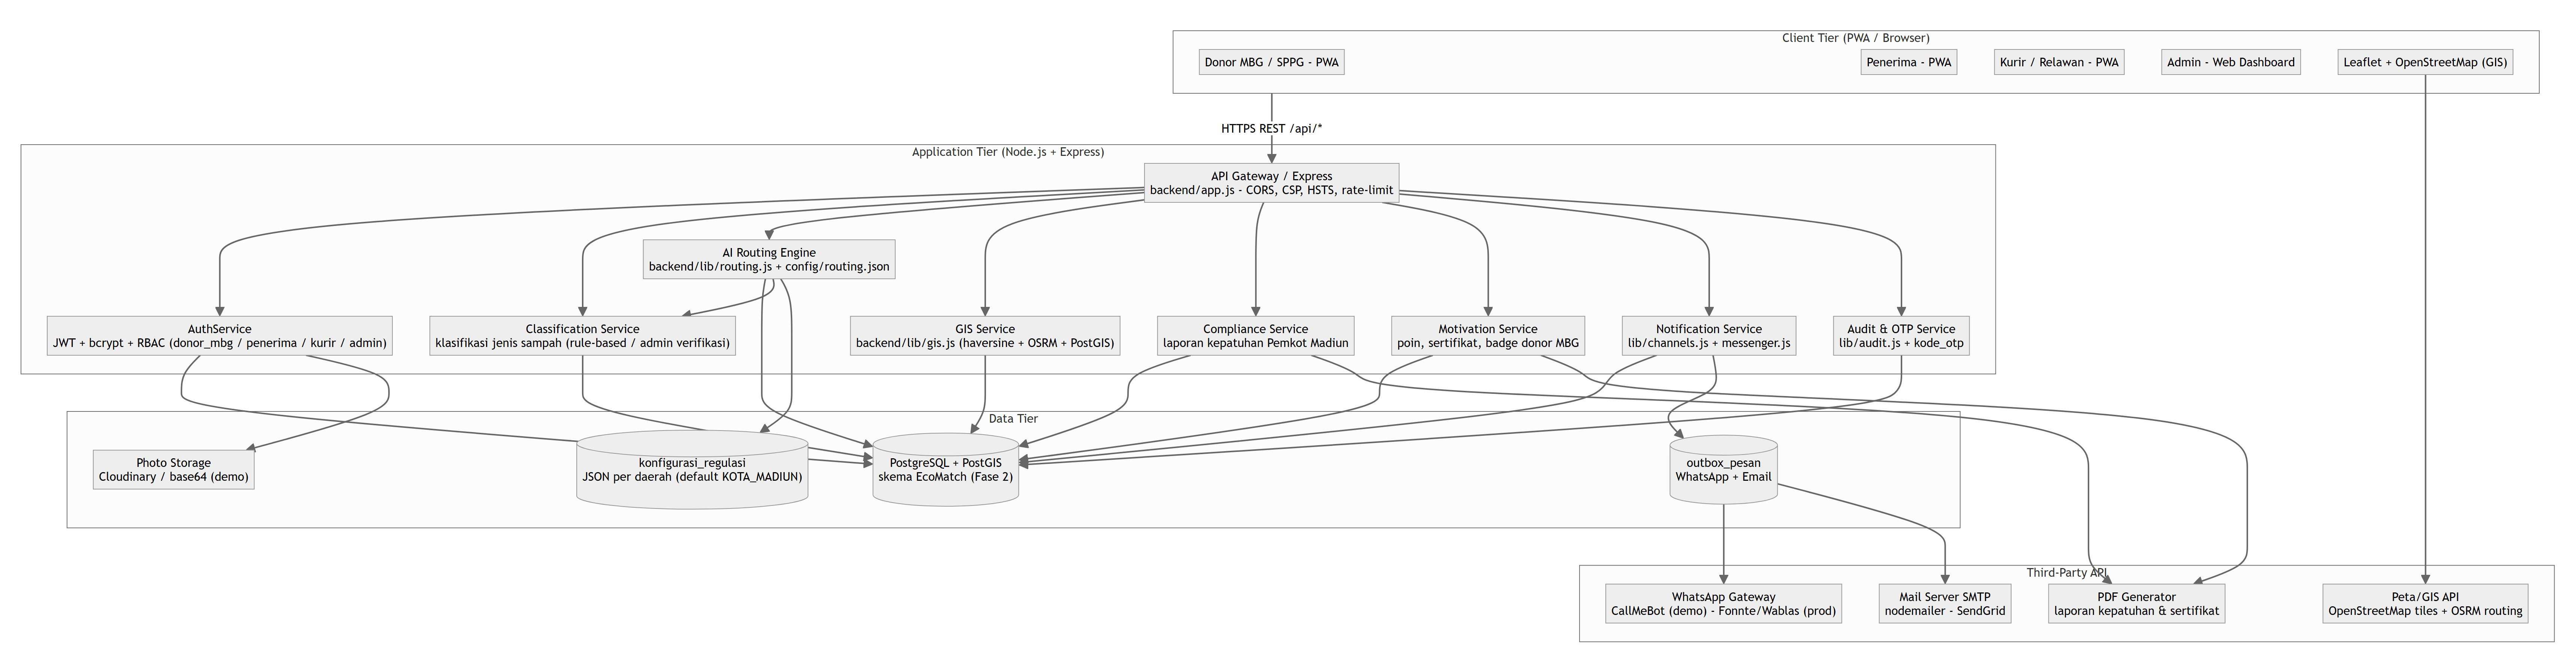 Client Tier (PWA / Browser)
Donor MBG / SPPG - PWA
Penerima - PWA
Kurir / Relawan - PWA
Admin - Web Dashboard
Leaflet + OpenStreetMap (GIS)
HTTPS REST /api/*
Application Tier (Node.js + Express)
API Gateway / Express
backend/app.js - CORS, CSP, HSTS, rate-limit
AI Routing Engine
backend/lib/routing.js + config/routing.json
AuthService
JWT + bcrypt + RBAC (donor_mbg / penerima / kurir / admin)
Classification Service
klasifikasi jenis sampah (rule-based / admin verifikasi)
GIS Service
backend/lib/gis.js (haversine + OSRM + PostGIS)
Compliance Service
laporan kepatuhan Pemkot Madiun
Motivation Service
poin, sertifikat, badge donor MBG
Notification Service
lib/channels.js + messenger.js
Audit & OTP Service
lib/audit.js + kode_otp
Data Tier
Photo Storage
Cloudinary / base64 (demo)
konfigurasi_regulasi
JSON per daerah (default KOTA_MADIUN)
PostgreSQL + PostGIS
skema EcoMatch (Fase 2)
outbox_pesan
WhatsApp + Email
Third-Party API
WhatsApp Gateway
CallMeBot (demo) - Fonnte/Wablas (prod)
Mail Server SMTP
nodemailer - SendGrid
PDF Generator
laporan kepatuhan & sertifikat
Peta/GIS API
OpenStreetMap tiles + OSRM routing